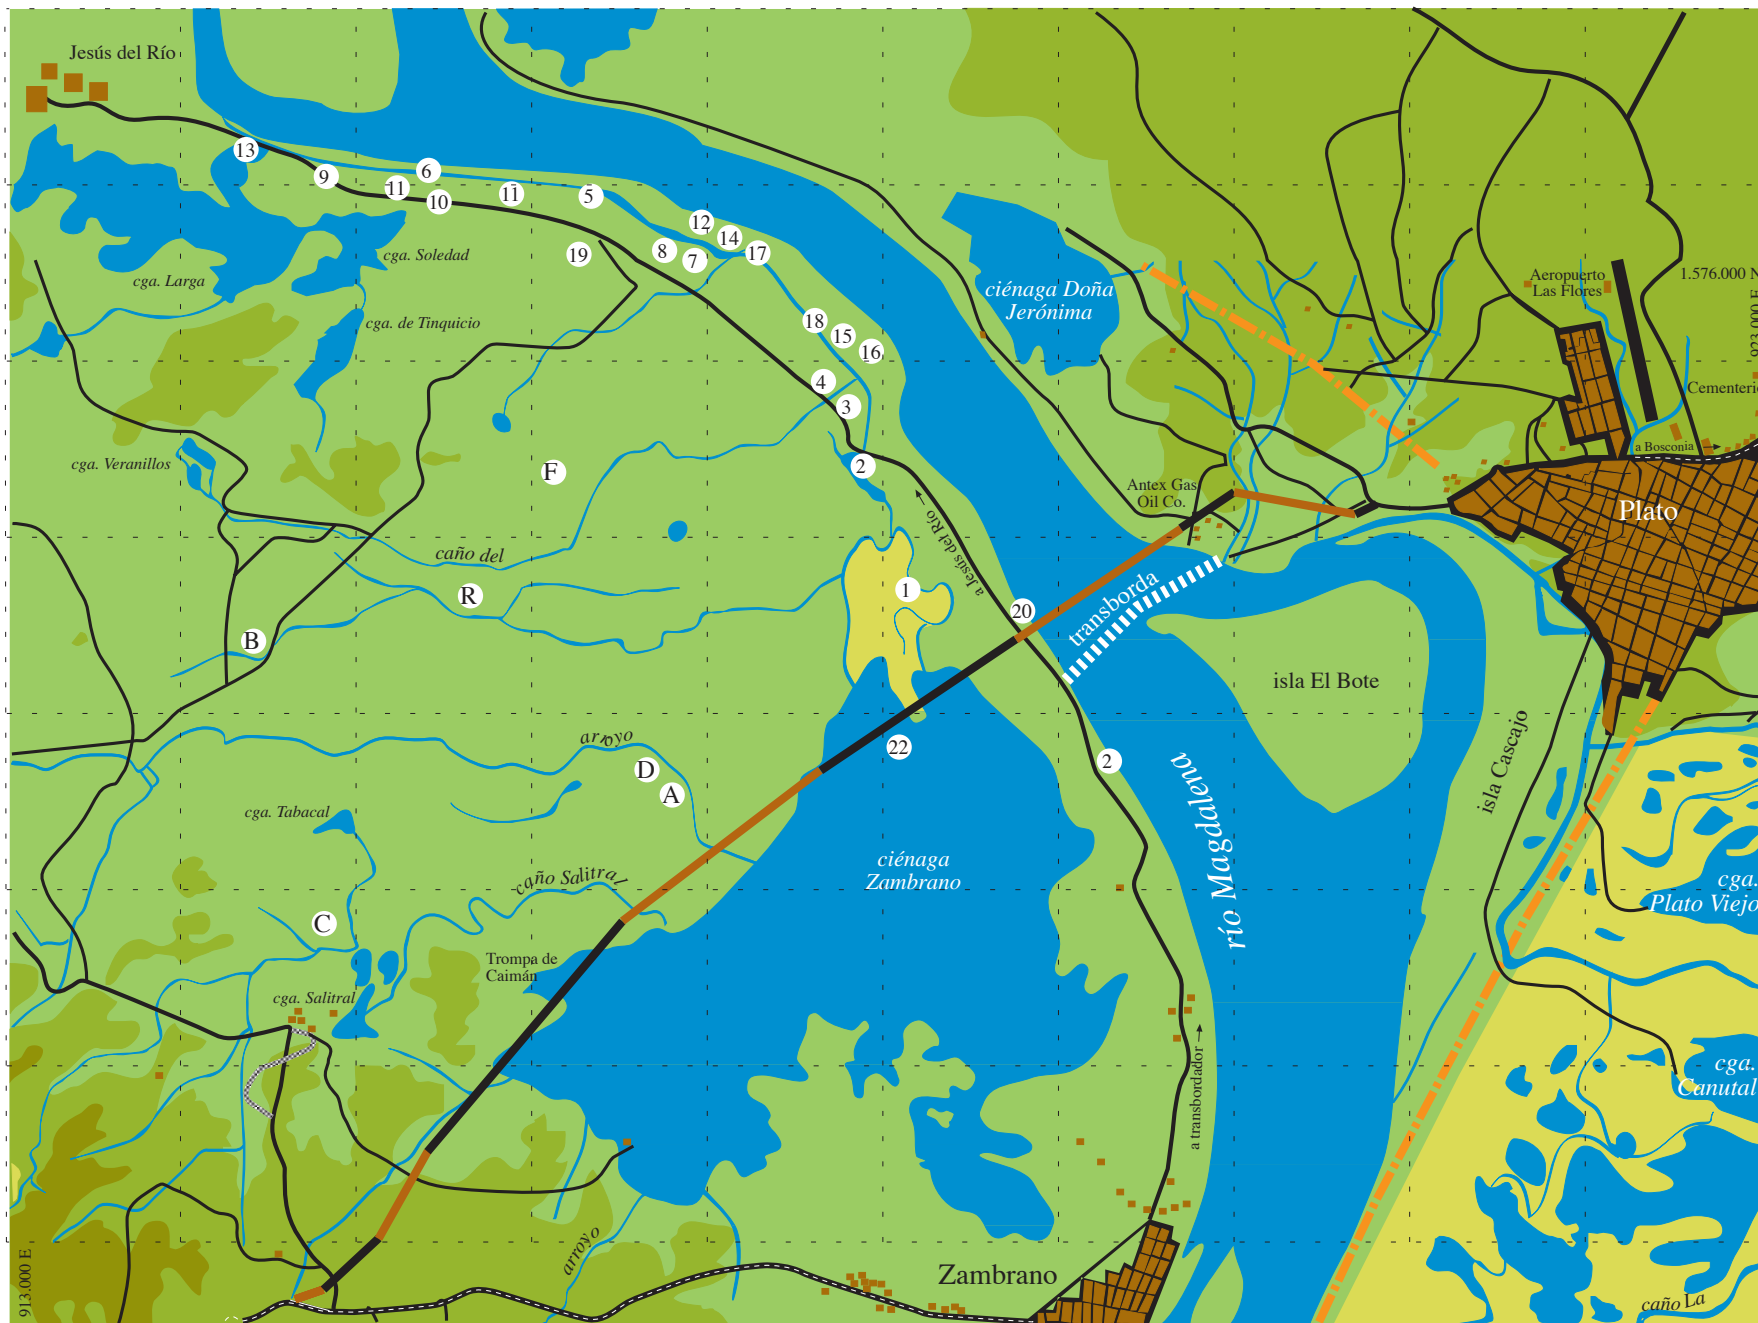 Jesús del Río
13
9
11
6
10
11
5
12
14
17
8
7
19
cga. Soledad
cga. Larga
cga. de Tinquicio
ciénaga Doña
Jerónima
Aeropuerto
Las Flores
1.576.000 N
923.000 E
18
15
16
4
3
2
Cementerio
a Bosconia
cga. Veranillos
F
Antex Gas
Oil Co.
Plato
a Jesús del Río
caño del
R
1
20
transborda
B
isla El Bote
arroyo
D
A
22
2
río Magdalena
isla Cascajo
cga. Tabacal
ciénaga
Zambrano
caño Salitral
cga.
Plato Viejo
C
Trompa de
Caimán
cga. Salitral
cga.
Canutal
a transbordador
arroyo
913.000 E
Zambrano
caño La